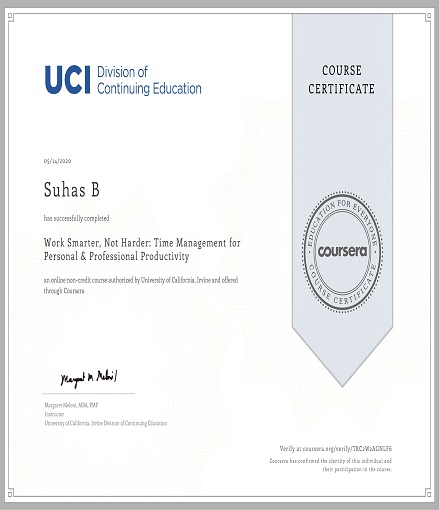 UCI Division of
Continuing Education
COURSE
CERTIFICATE
05/14/2020
Suhas B
has successfully completed
Work Smarter, Not Harder: Time Management for
Personal & Professional Productivity
an online non-credit course authorized by University of California, Irvine and offered
through Coursera
EDUCATION FOR EVERYONE
coursera
COURSE CERTIFICATE
Margaret Meloni, MBA, PMP
Instructor
University of California, Irvine Division of Continuing Education
Verify at coursera.org/verify/TKC2W2AGNLF6
Coursera has confirmed the identity of this individual and
their participation in the course.